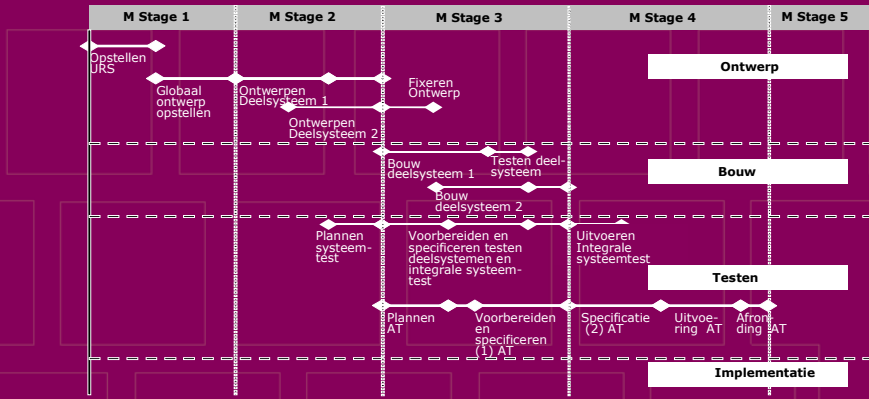 M Stage 1
M Stage 2
M Stage 3
M Stage 4
M Stage 5
Opstellen
URS
Globaal
ontwerp
opstellen
Ontwerpen
Deelsysteem 1
Ontwerpen
Deelsysteem 2
Fixeren
Ontwerp
Ontwerp
Bouw
deelsysteem 1
Testen deel-
systeem
Bouw
deelsysteem 2
Bouw
Plannen
systeem-
test
Voorbereiden en
specificeren testen
deelsystemen en
integrale systeem-
test
Uitvoeren
Integrale
systeemtest
Testen
Plannen
AT
Voorbereiden
en
specificeren
(1) AT
Specificatie
(2) AT
Uitvoe-
ring AT
Afron-
ding AT
Implementatie